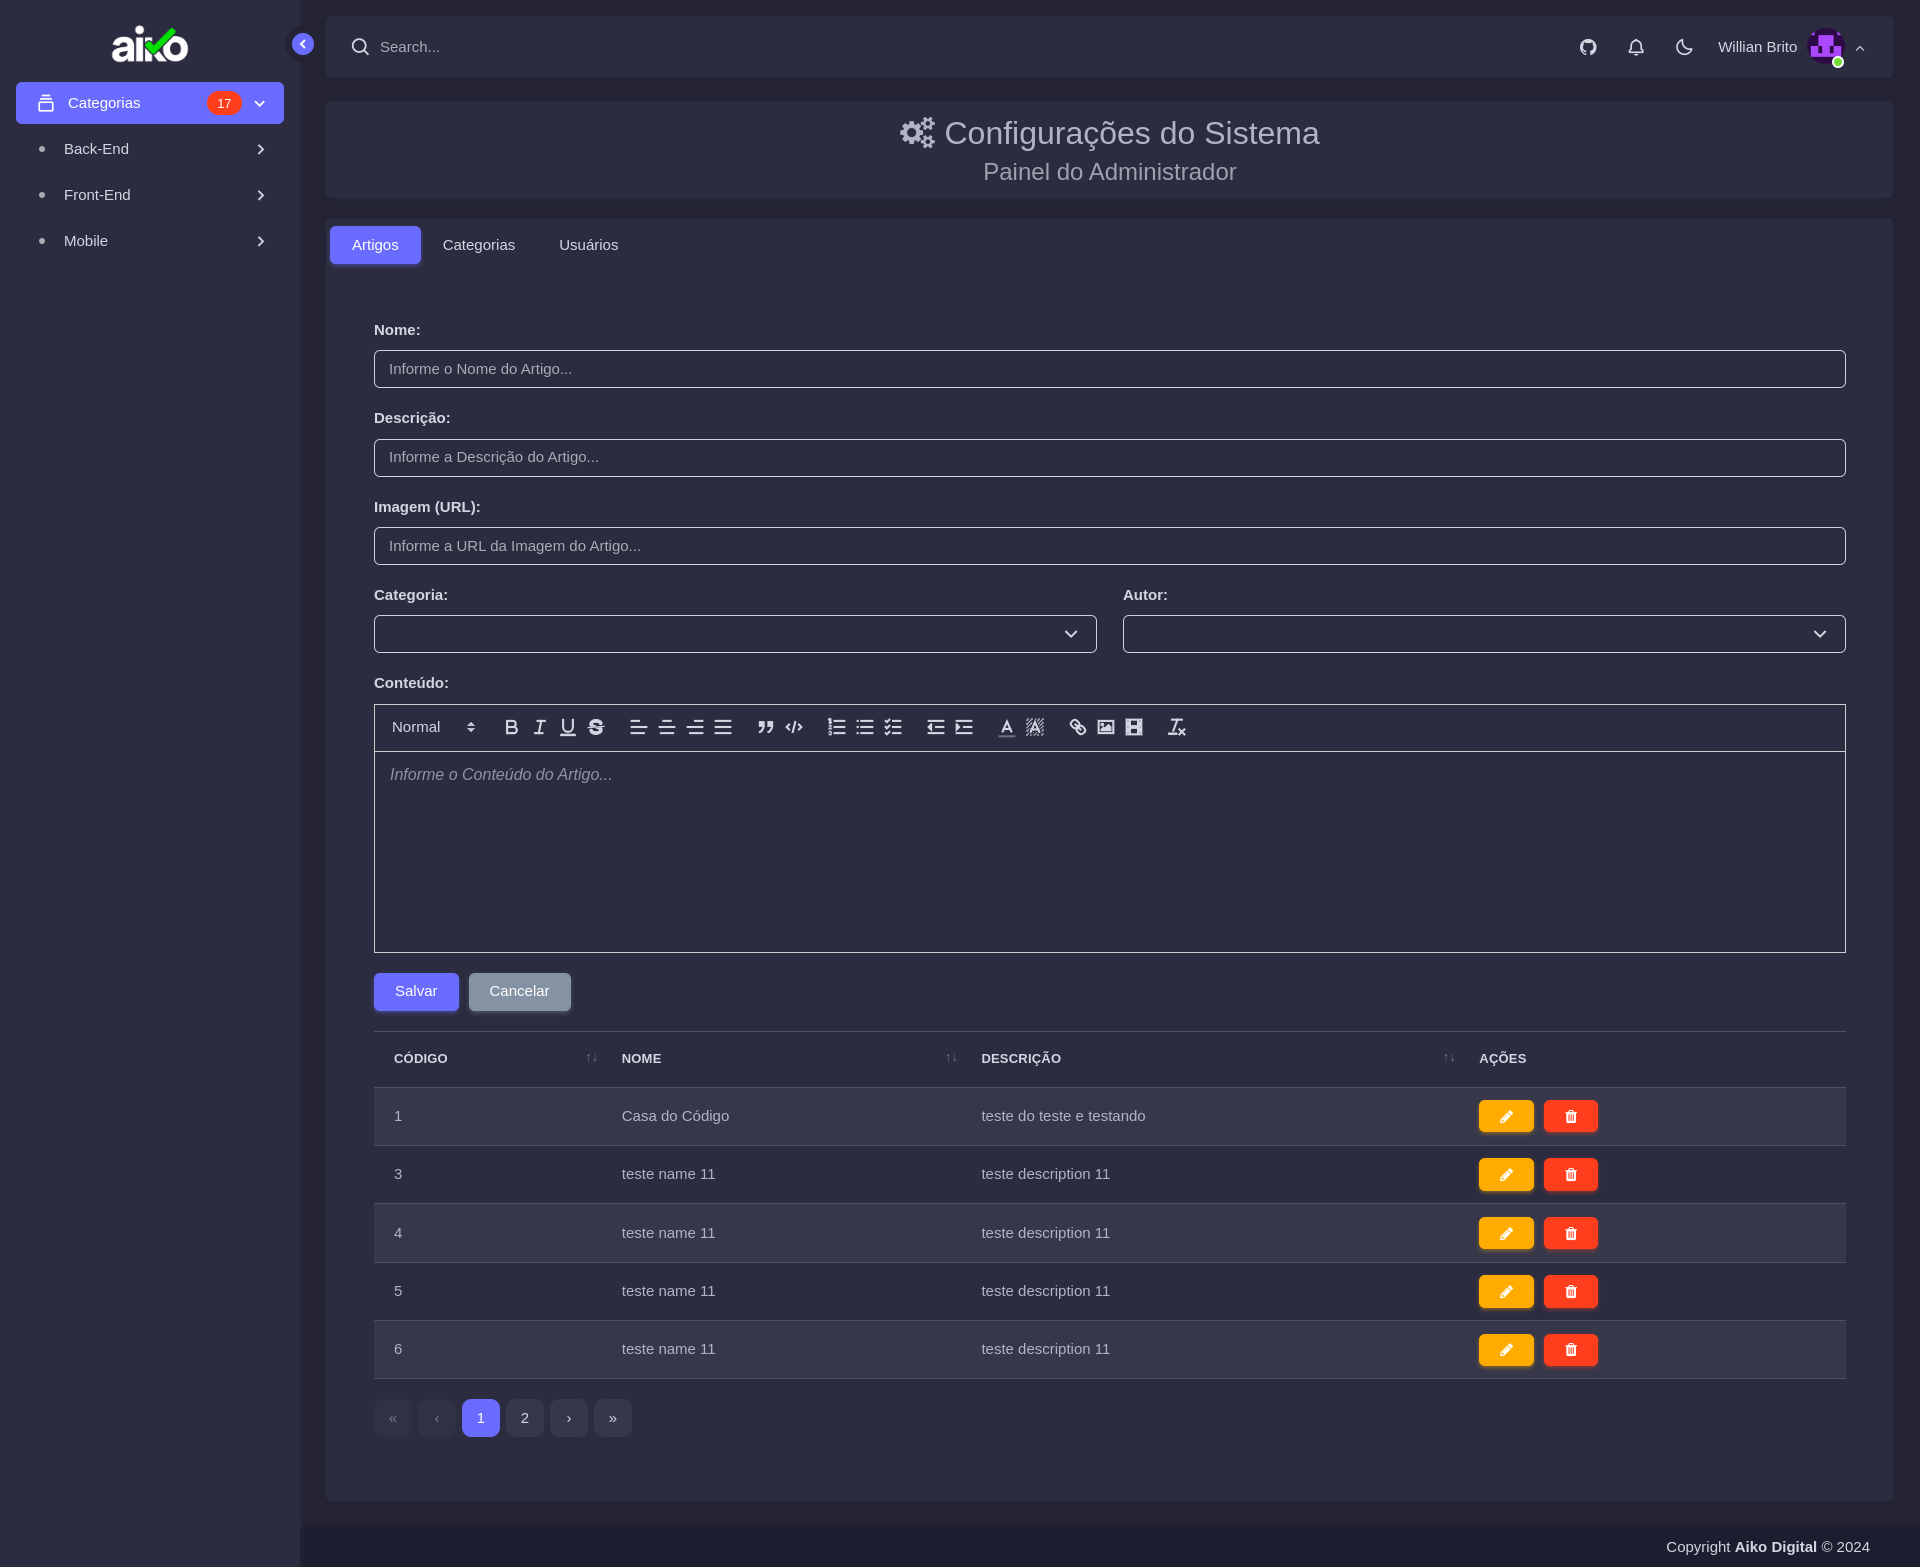 aiko
Search...
Willian Brito
Categorias 17
Back-End
Front-End
Mobile
Configurações do Sistema
Painel do Administrador
Artigos Categorias Usuários
Nome:
Informe o Nome do Artigo...
Descrição:
Informe a Descrição do Artigo...
Imagem (URL):
Informe a URL da Imagem do Artigo...
Categoria: Autor:
Conteúdo:
Normal
Informe o Conteúdo do Artigo...
Salvar Cancelar
CÓDIGO ↑↓ NOME ↑↓ DESCRIÇÃO ↑↓ AÇÕES
1 Casa do Código teste do teste e testando
3 teste name 11 teste description 11
4 teste name 11 teste description 11
5 teste name 11 teste description 11
6 teste name 11 teste description 11
« ‹ 1 2 › »
Copyright Aiko Digital © 2024